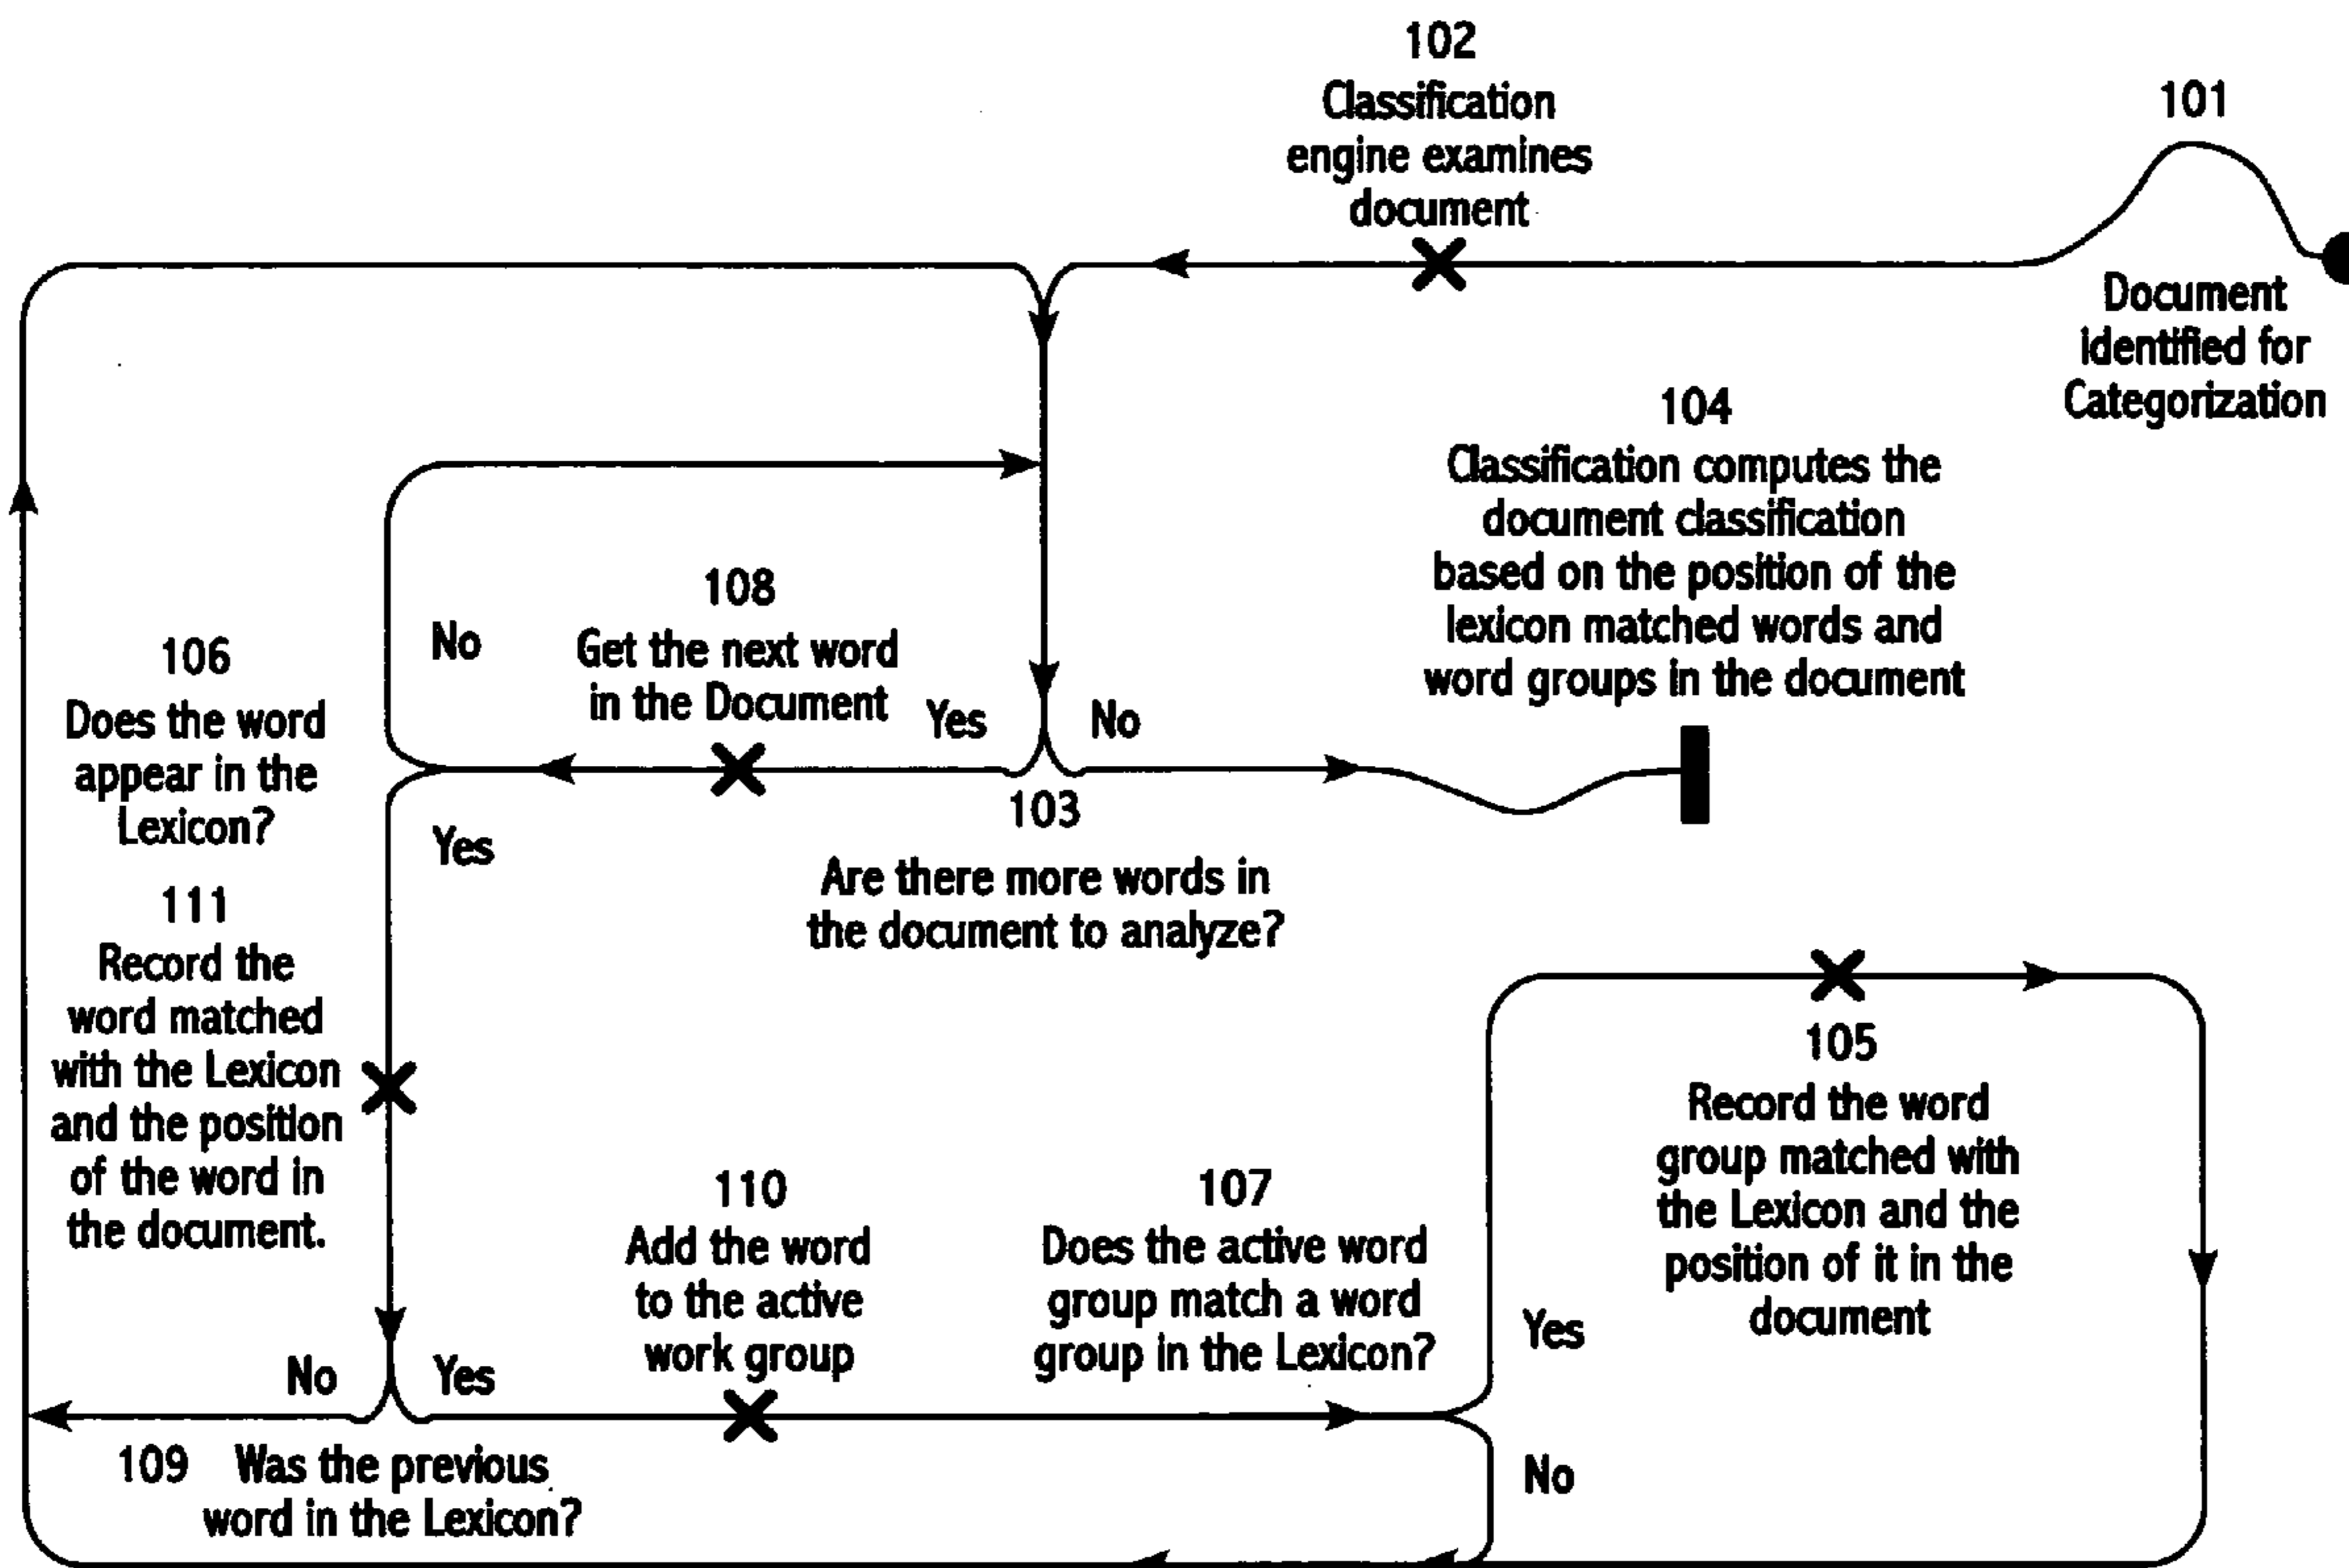 102
Classification
engine examines
document
101
Document
identified for
Categorization
104
Classification computes the
document classification
based on the position of the
lexicon matched words and
word groups in the document
108
Get the next word
in the Document
No
Yes
No
106
Does the word
appear in the
Lexicon?
Yes
103
Are there more words in
the document to analyze?
111
Record the
word matched
with the Lexicon
and the position
of the word in
the document.
105
Record the word
group matched with
the Lexicon and the
position of it in the
document
110
Add the word
to the active
work group
107
Does the active word
group match a word
group in the Lexicon?
Yes
No
Yes
No
109 Was the previous
word in the Lexicon?